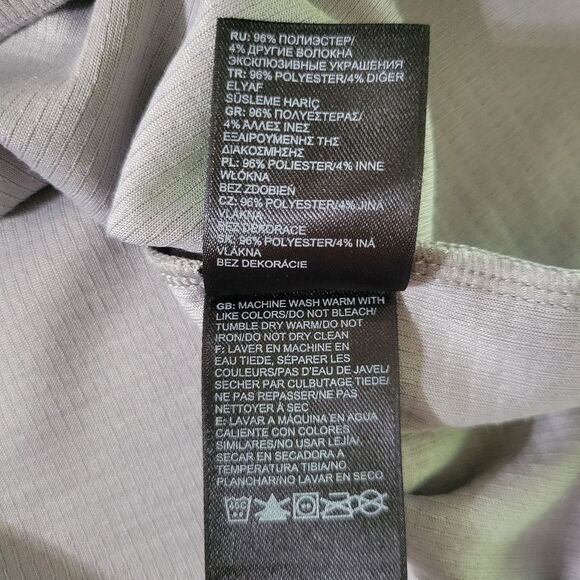 RU: 96% ПОЛИЭСТЕР/
4% ДРУГИЕ ВОЛОКНА
ЭКСКЛЮЗИВНЫЕ УКРАШЕНИЯ
TR: 96% POLYESTER/4% DIĞER
ELYAF
SÜSLEME HARİÇ
GR: 96% ΠΟΛΥΕΣΤΕΡΑΣ/
4% ΆΛΛΕΣ ΙΝΕΣ
ΕΞΑΙΡΟΥΜΕΝΗΣ ΤΗΣ
ΔΙΑΚΟΣΜΗΣΗΣ
PL: 96% POLIESTER/4% INNE
WŁÓKNA
BEZ ZDOBIEŃ
CZ: 96% POLYESTER/4% JINÁ
VLÁKNA
BEZ DEKORACE
96% POLYESTER/4% INÁ
VLÁKNA
BEZ DEKORÁCIE
GB: MACHINE WASH WARM WITH
LIKE COLORS/DO NOT BLEACH/
TUMBLE DRY WARM/DO NOT
IRON/DO NOT DRY CLEAN
F: LAVER EN MACHINE EN
EAU TIEDE, SÉPARER LES
COULEURS/PAS D'EAU DE JAVEL/
SECHER PAR CULBUTAGE TIEDE/
NE PAS REPASSER/NE PAS
NETTOYER À SEC
E: LAVAR A MÁQUINA EN AGUA
CALIENTE CON COLORES
SIMILARES/NO USAR LEJÍA/
SECAR EN SECADORA A
TEMPERATURA TIBIA/NO
PLANCHAR/NO LAVAR EN SECO